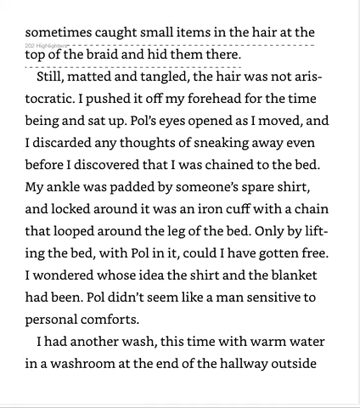 sometimes caught small items in the hair at the
top of the braid and hid them there.
Still, matted and tangled, the hair was not aris-
tocratic. I pushed it off my forehead for the time
being and sat up. Pol's eyes opened as I moved, and
I discarded any thoughts of sneaking away even
before I discovered that I was chained to the bed.
My ankle was padded by someone's spare shirt,
and locked around it was an iron cuff with a chain
that looped around the leg of the bed. Only by lift-
ing the bed, with Pol in it, could I have gotten free.
I wondered whose idea the shirt and the blanket
had been. Pol didn't seem like a man sensitive to
personal comforts.
I had another wash, this time with warm water
in a washroom at the end of the hallway outside